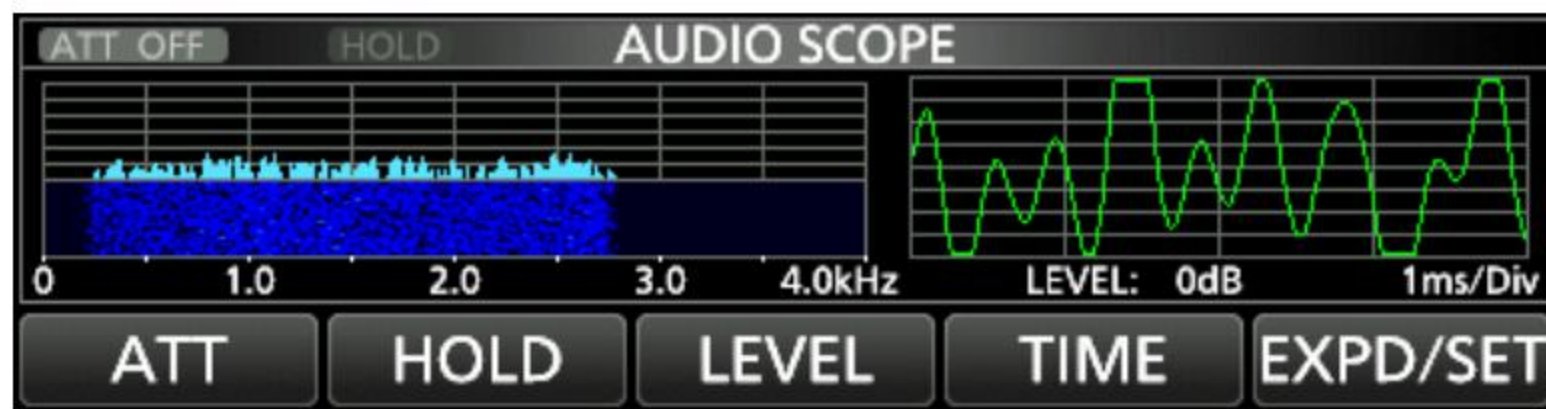 ATT OFF HOLD AUDIO SCOPE
0 1.0 2.0 3.0 4.0kHz LEVEL: 0dB 1ms/Div
ATT HOLD LEVEL TIME EXPD/SET